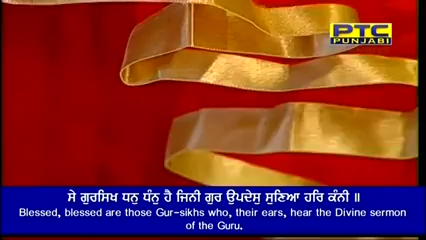 PTC
PUNJABI
ਸੇ ਗੁਰਸਿਖ ਧਨੁ ਧੰਨੁ ਹੈ ਜਿਨੀ ਗੁਰ ਉਪਦੇਸੁ ਸੁਣਿਆ ਹਰਿ ਕੰਨੀ ॥
Blessed, blessed are those Gur-sikhs who, their ears, hear the Divine sermon
of the Guru.